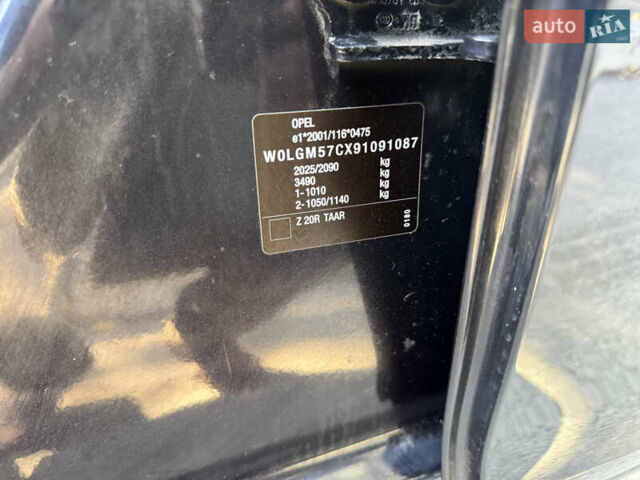 auto RIA
OPEL
e1*2001/116*0475
W0LGM57CX91091087
2025/2090 kg
3490 kg
1-1010 kg
2-1050/1140 kg
Z 20R TAAR
0180